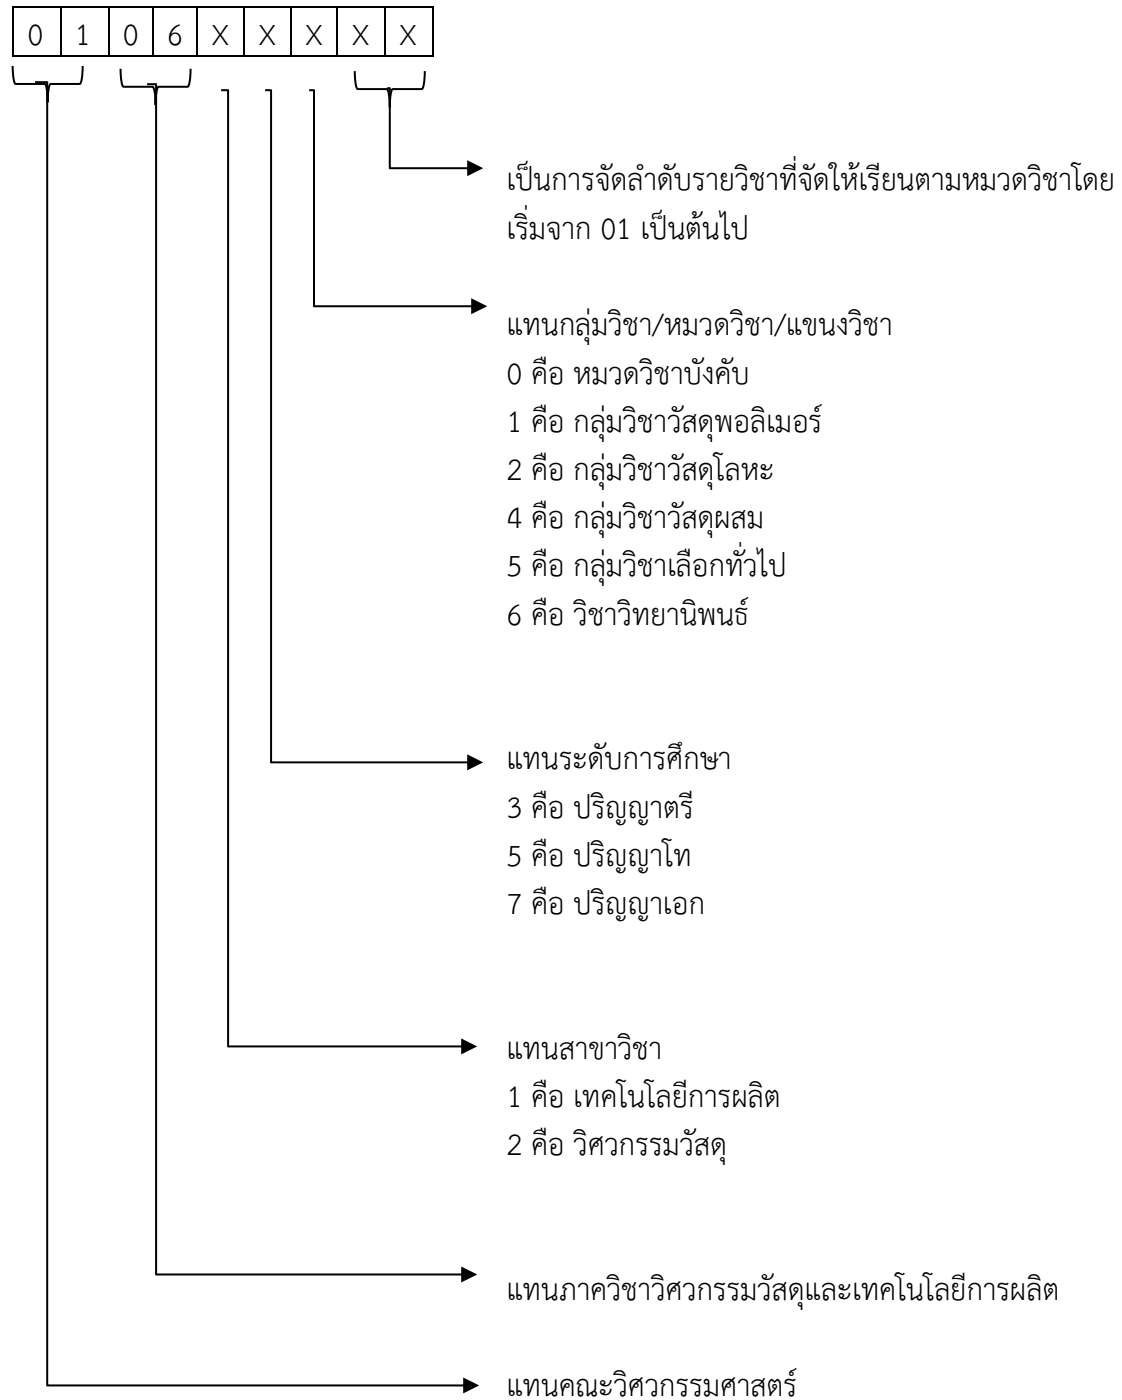 0 1 0 6 X X X X X
เป็นการจัดลำดับรายวิชาที่จัดให้เรียนตามหมวดวิชาโดย
เริ่มจาก 01 เป็นต้นไป
แทนกลุ่มวิชา/หมวดวิชา/แขนงวิชา
0 คือ หมวดวิชาบังคับ
1 คือ กลุ่มวิชาวัสดุพอลิเมอร์
2 คือ กลุ่มวิชาวัสดุโลหะ
4 คือ กลุ่มวิชาวัสดุผสม
5 คือ กลุ่มวิชาเลือกทั่วไป
6 คือ วิชาวิทยานิพนธ์
แทนระดับการศึกษา
3 คือ ปริญญาตรี
5 คือ ปริญญาโท
7 คือ ปริญญาเอก
แทนสาขาวิชา
1 คือ เทคโนโลยีการผลิต
2 คือ วิศวกรรมวัสดุ
แทนภาควิชาวิศวกรรมวัสดุและเทคโนโลยีการผลิต
แทนคณะวิศวกรรมศาสตร์